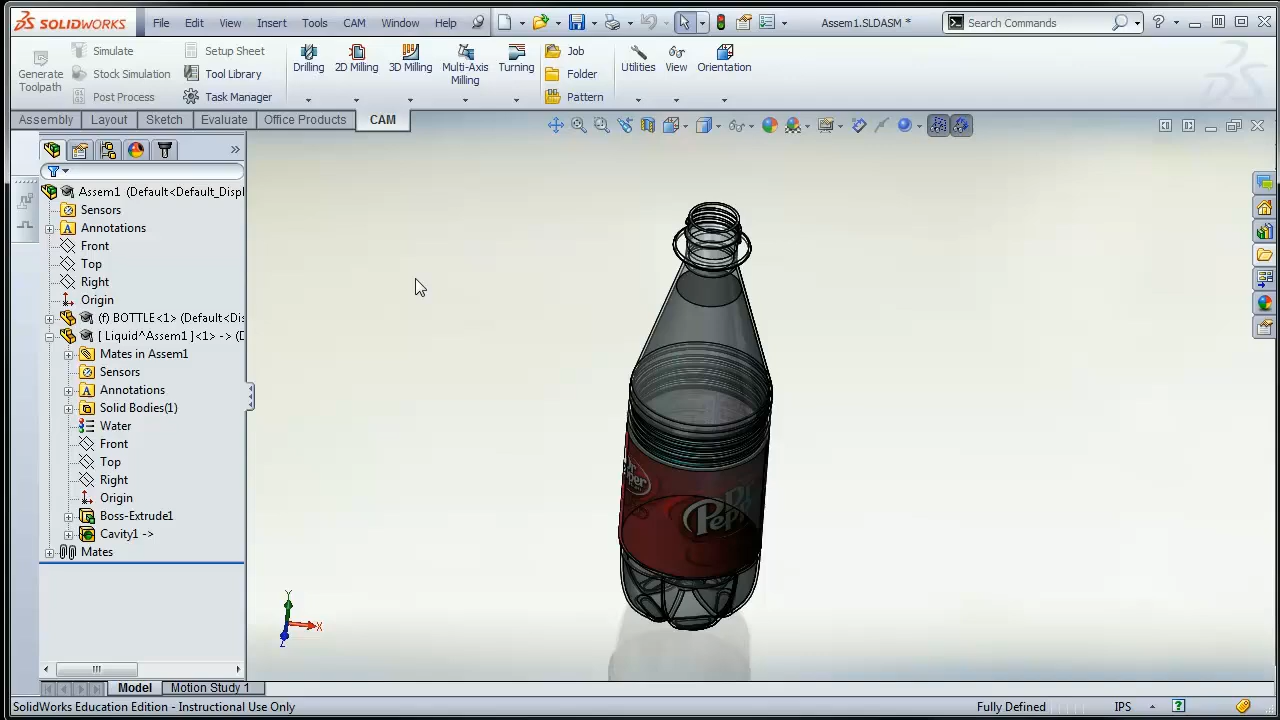 SOLIDWORKS
File Edit View Insert Tools CAM Window Help
Assem1.SLDASM *
Search Commands
Generate Toolpath
Simulate
Stock Simulation
Post Process
Setup Sheet
Tool Library
Task Manager
Drilling
2D Milling
3D Milling
Multi-Axis Milling
Turning
Job
Folder
Pattern
Utilities
View
Orientation
Assembly Layout Sketch Evaluate Office Products CAM
Assem1 (Default<Default_Displ
Sensors
Annotations
Front
Top
Right
Origin
(f) BOTTLE<1> (Default<Dis
[ Liquid^Assem1 ]<1> -> (D
Mates in Assem1
Sensors
Annotations
Solid Bodies(1)
Water
Front
Top
Right
Origin
Boss-Extrude1
Cavity1 ->
Mates
Y
X
Z
Model Motion Study 1
SolidWorks Education Edition - Instructional Use Only
Fully Defined
IPS